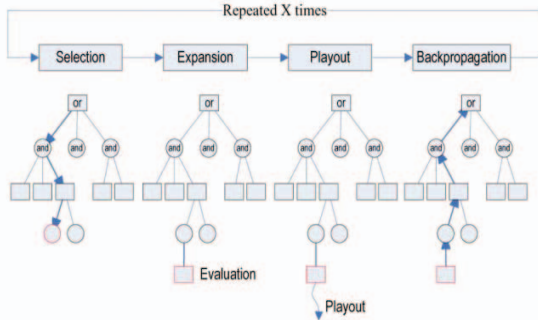 Repeated X times
Selection Expansion Playout Backpropagation
or or or or
and and and and and and and and and and and and
Evaluation
Playout